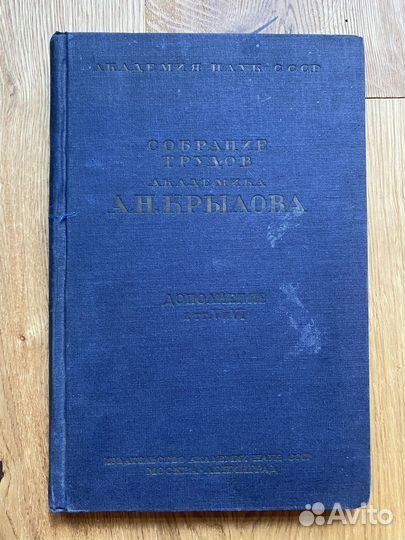 АКАДЕМИЯ НАУК СССР
СОБРАНИЕ
ТРУДОВ
АКАДЕМИКА
А.Н.КРЫЛОВА
ДОПОЛНЕНИЕ
ИЗДАТЕЛЬСТВО АКАДЕМИИ НАУК СССР
МОСКВА·ЛЕНИНГРАД
Avito